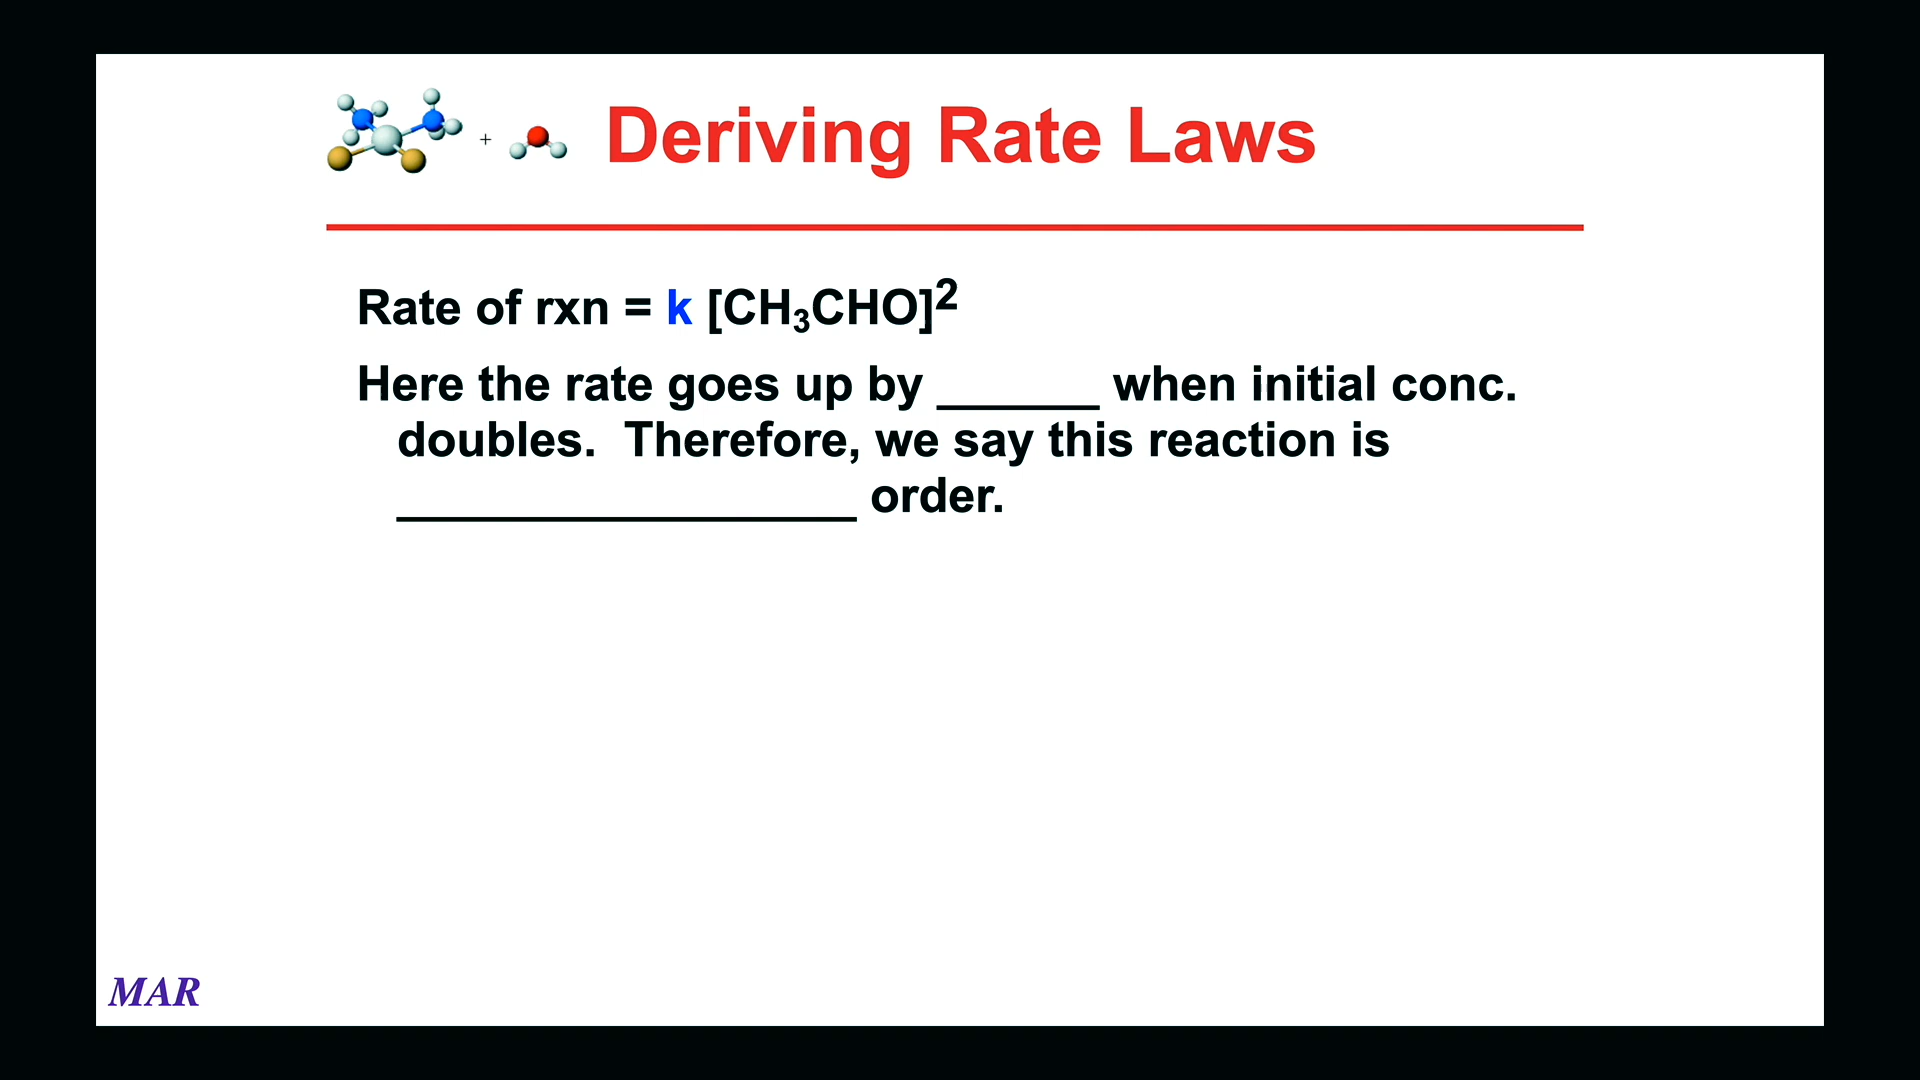 +
Deriving Rate Laws
Rate of rxn = k [CH₃CHO]²
Here the rate goes up by ______ when initial conc.
doubles.  Therefore, we say this reaction is
_________________ order.
MAR